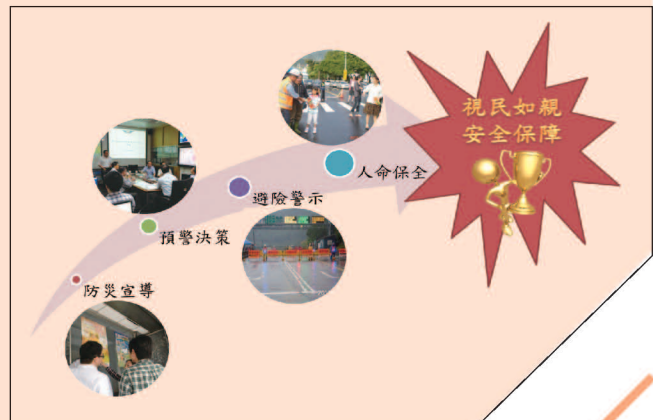 視民如親
安全保障
人命保全
避險警示
預警決策
防災宣導